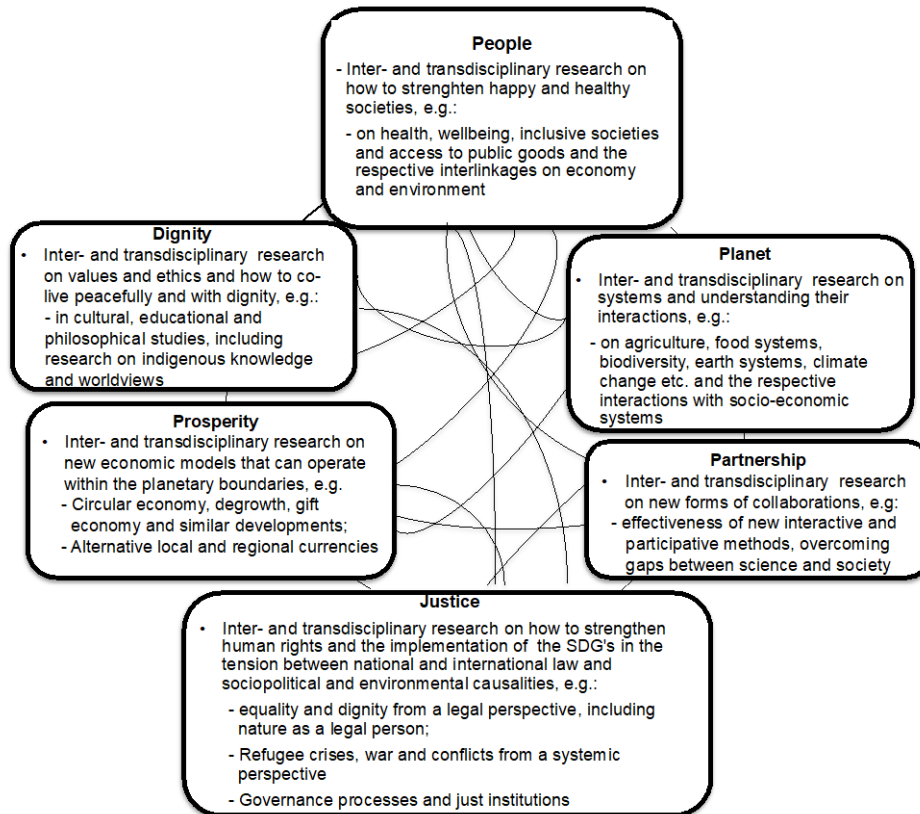 People
- Inter- and transdisciplinary research on
how to strenghten happy and healthy
societies, e.g.:
- on health, wellbeing, inclusive societies
and access to public goods and the
respective interlinkages on economy
and environment
Dignity
• Inter- and transdisciplinary research
on values and ethics and how to co-
live peacefully and with dignity, e.g.:
- in cultural, educational and
philosophical studies, including
research on indigenous knowledge
and worldviews
Planet
• Inter- and transdisciplinary research on
systems and understanding their
interactions, e.g.:
- on agriculture, food systems,
biodiversity, earth systems, climate
change etc. and the respective
interactions with socio-economic
systems
Prosperity
• Inter- and transdisciplinary research on
new economic models that can operate
within the planetary boundaries, e.g.
- Circular economy, degrowth, gift
economy and similar developments;
- Alternative local and regional currencies
Partnership
• Inter- and transdisciplinary research
on new forms of collaborations, e.g:
- effectiveness of new interactive and
participative methods, overcoming
gaps between science and society
Justice
• Inter- and transdisciplinary research on how to strengthen
human rights and the implementation of the SDG's in the
tension between national and international law and
sociopolitical and environmental causalities, e.g.:
- equality and dignity from a legal perspective, including
nature as a legal person;
- Refugee crises, war and conflicts from a systemic
perspective
- Governance processes and just institutions